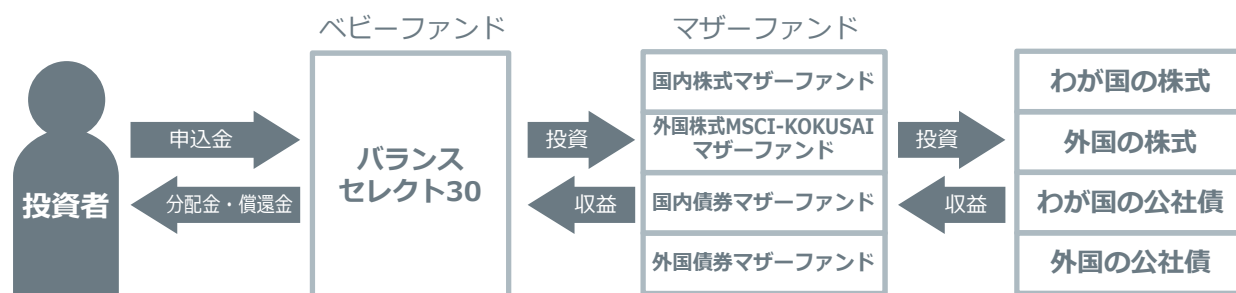 ベビーファンド
マザーファンド
投資者
申込金
分配金・償還金
バランス
セレクト30
投資
収益
国内株式マザーファンド
外国株式MSCI-KOKUSAI
マザーファンド
国内債券マザーファンド
外国債券マザーファンド
投資
収益
わが国の株式
外国の株式
わが国の公社債
外国の公社債